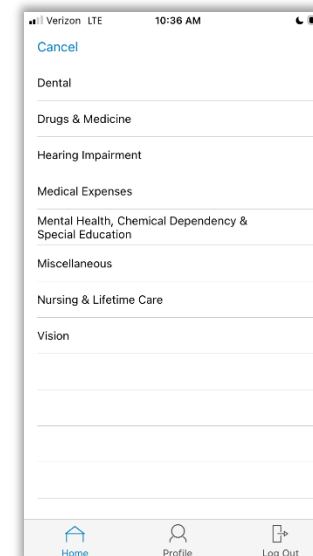 Verizon LTE 10:36 AM
Cancel
Dental
Drugs & Medicine
Hearing Impairment
Medical Expenses
Mental Health, Chemical Dependency &
Special Education
Miscellaneous
Nursing & Lifetime Care
Vision
Home Profile Log Out